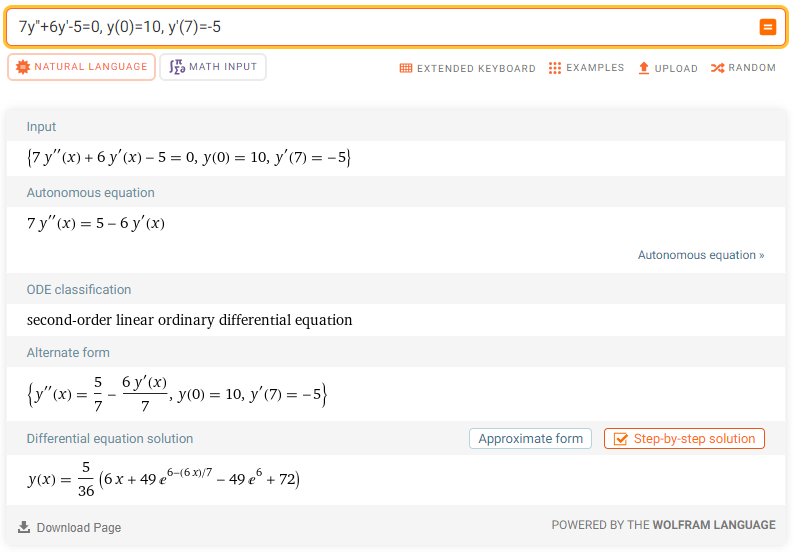 7y"+6y'-5=0, y(0)=10, y'(7)=-5
NATURAL LANGUAGE MATH INPUT EXTENDED KEYBOARD EXAMPLES UPLOAD RANDOM
Input
{7 y′′(x) + 6 y′(x) − 5 = 0, y(0) = 10, y′(7) = −5}
Autonomous equation
7 y′′(x) = 5 − 6 y′(x)
Autonomous equation »
ODE classification
second-order linear ordinary differential equation
Alternate form
{y′′(x) = 5/7 − 6 y′(x)/7, y(0) = 10, y′(7) = −5}
Differential equation solution Approximate form Step-by-step solution
y(x) = 5/36 (6 x + 49 e^(6−(6 x)/7) − 49 e^6 + 72)
Download Page POWERED BY THE WOLFRAM LANGUAGE